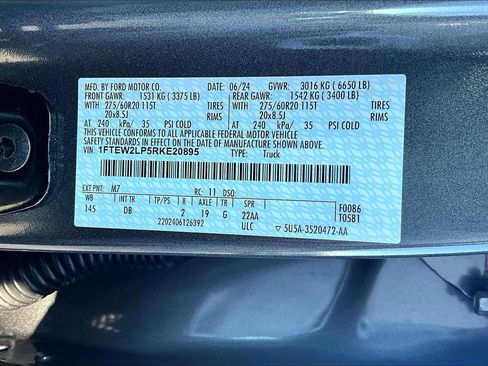 MFD. BY FORD MOTOR CO. DATE: 06/24 GVWR: 3016 KG ( 6650 LB)
FRONT GAWR: 1531 KG ( 3375 LB) REAR GAWR: 1542 KG ( 3400 LB)
WITH 275/60R20 115T TIRES WITH 275/60R20 115T TIRES
20x8.5J RIMS 20x8.5J RIMS
AT 240 kPa/ 35 PSI COLD AT 240 kPa/ 35 PSI COLD
THIS VEHICLE CONFORMS TO ALL APPLICABLE FEDERAL MOTOR VEHICLE
SAFETY STANDARDS IN EFFECT ON THE DATE OF MANUFACTURE SHOWN ABOVE.
VIN: 1FTEW2LP5RKE20895 TYPE: Truck
EXT PNT: M7 RC: 11 DSO: F0086
WB INT TR TP/PS R AXLE TR SPR T0581
145 DB 2 19 G 22AA
2202406126392 ULC 5U5A-3520472-AA